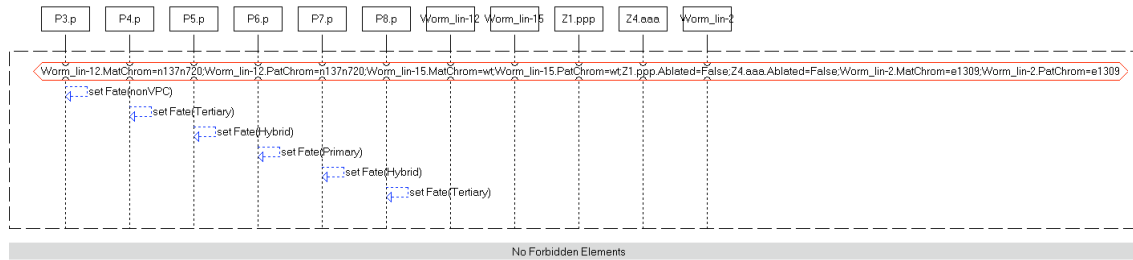 P3.p P4.p P5.p P6.p P7.p P8.p Worm_lin-12 Worm_lin-15 Z1.ppp Z4.aaa Worm_lin-2
Worm_lin-12.MatChrom=n137n720;Worm_lin-12.PatChrom=n137n720;Worm_lin-15.MatChrom=wt;Worm_lin-15.PatChrom=wt;Z1.ppp.Ablated=False;Z4.aaa.Ablated=False;Worm_lin-2.MatChrom=e1309;Worm_lin-2.PatChrom=e1309
set Fate(nonVPC)
set Fate(Tertiary)
set Fate(Hybrid)
set Fate(Primary)
set Fate(Hybrid)
set Fate(Tertiary)
No Forbidden Elements